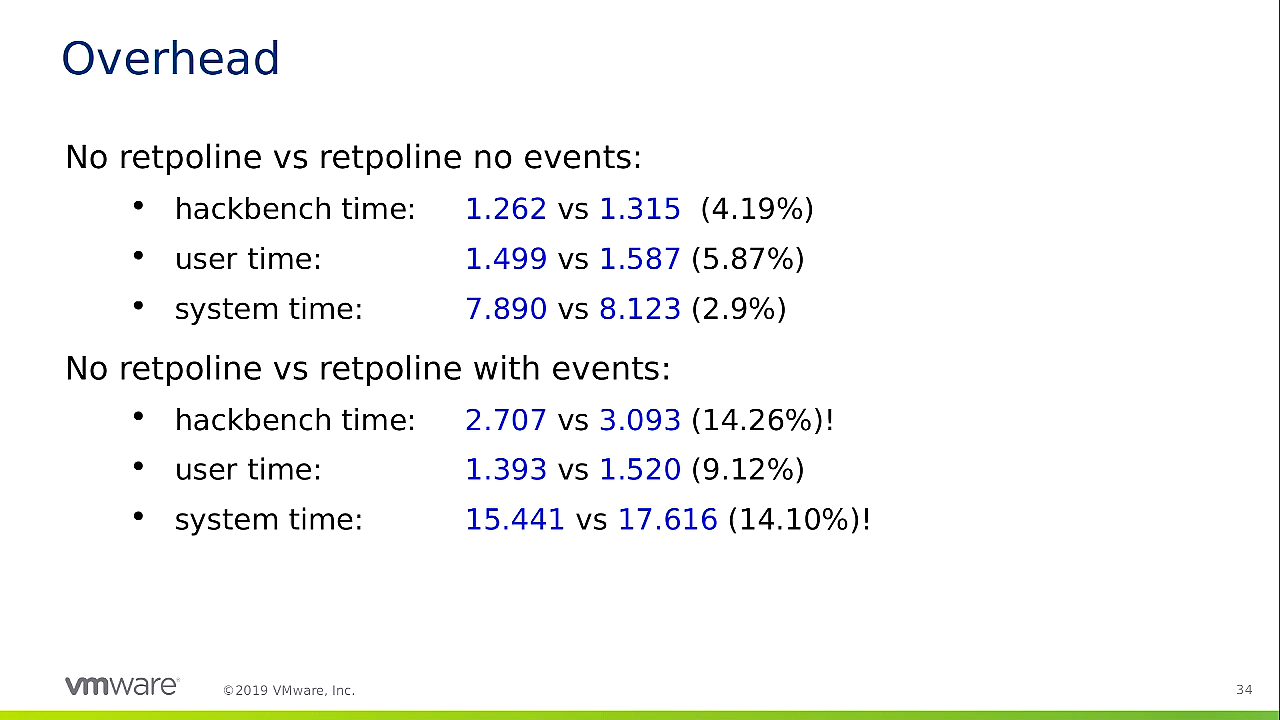 Overhead
No retpoline vs retpoline no events:
• hackbench time: 1.262 vs 1.315 (4.19%)
• user time: 1.499 vs 1.587 (5.87%)
• system time: 7.890 vs 8.123 (2.9%)
No retpoline vs retpoline with events:
• hackbench time: 2.707 vs 3.093 (14.26%)!
• user time: 1.393 vs 1.520 (9.12%)
• system time: 15.441 vs 17.616 (14.10%)!
vmware® ©2019 VMware, Inc. 34